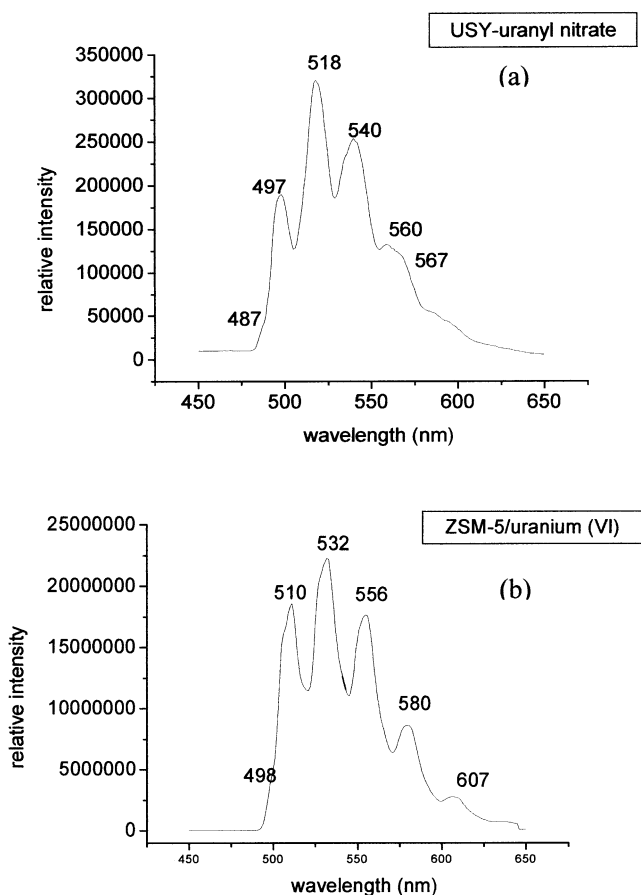 USY-uranyl nitrate
(a)
518
540
497
560
567
487
350000
300000
250000
200000
150000
100000
50000
0
relative intensity
450 500 550 600 650
wavelength (nm)
ZSM-5/uranium (VI)
(b)
532
510
556
580
498
607
25000000
20000000
15000000
10000000
5000000
0
relative intensity
450 500 550 600 650
wavelength (nm)